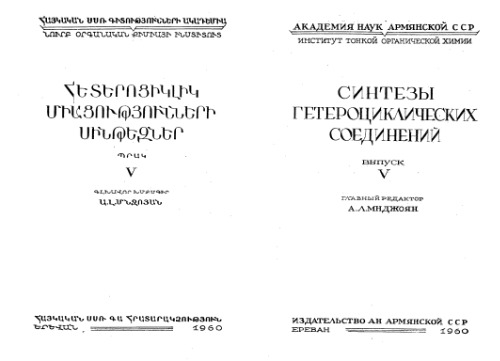 ՀԱՅԿԱԿԱՆ ՍՍՌ ԳԻՏՈՒԹՅՈՒՆՆԵՐԻ ԱԿԱԴԵՄԻԱ
ՆՈՒՐԲ ՕՐԳԱՆԱԿԱՆ ՔԻՄԻԱՅԻ ԻՆՍՏԻՏՈՒՏ
ՀԵՏԵՐՈՑԻԿԼԻԿ
ՄԻԱՑՈՒԹՅՈՒՆՆԵՐԻ
ՍԻՆԹԵԶՆԵՐ
ՊՐԱԿ
V
ԳԼԽԱՎՈՐ ԽՄԲԱԳԻՐ
Ա.Լ.ՄՆՋՈՅԱՆ
ՀԱՅԿԱԿԱՆ ՍՍՌ ԳԱ ՀՐԱՏԱՐԱԿՉՈՒԹՅՈՒՆ
ԵՐԵՎԱՆ 1960
АКАДЕМИЯ НАУК АРМЯНСКОЙ ССР
ИНСТИТУТ ТОНКОЙ ОРГАНИЧЕСКОЙ ХИМИИ
СИНТЕЗЫ
ГЕТЕРОЦИКЛИЧЕСКИХ
СОЕДИНЕНИЙ
ВЫПУСК
V
ГЛАВНЫЙ РЕДАКТОР
А.Л.МНДЖОЯН
ИЗДАТЕЛЬСТВО АН АРМЯНСКОЙ ССР
ЕРЕВАН 1960